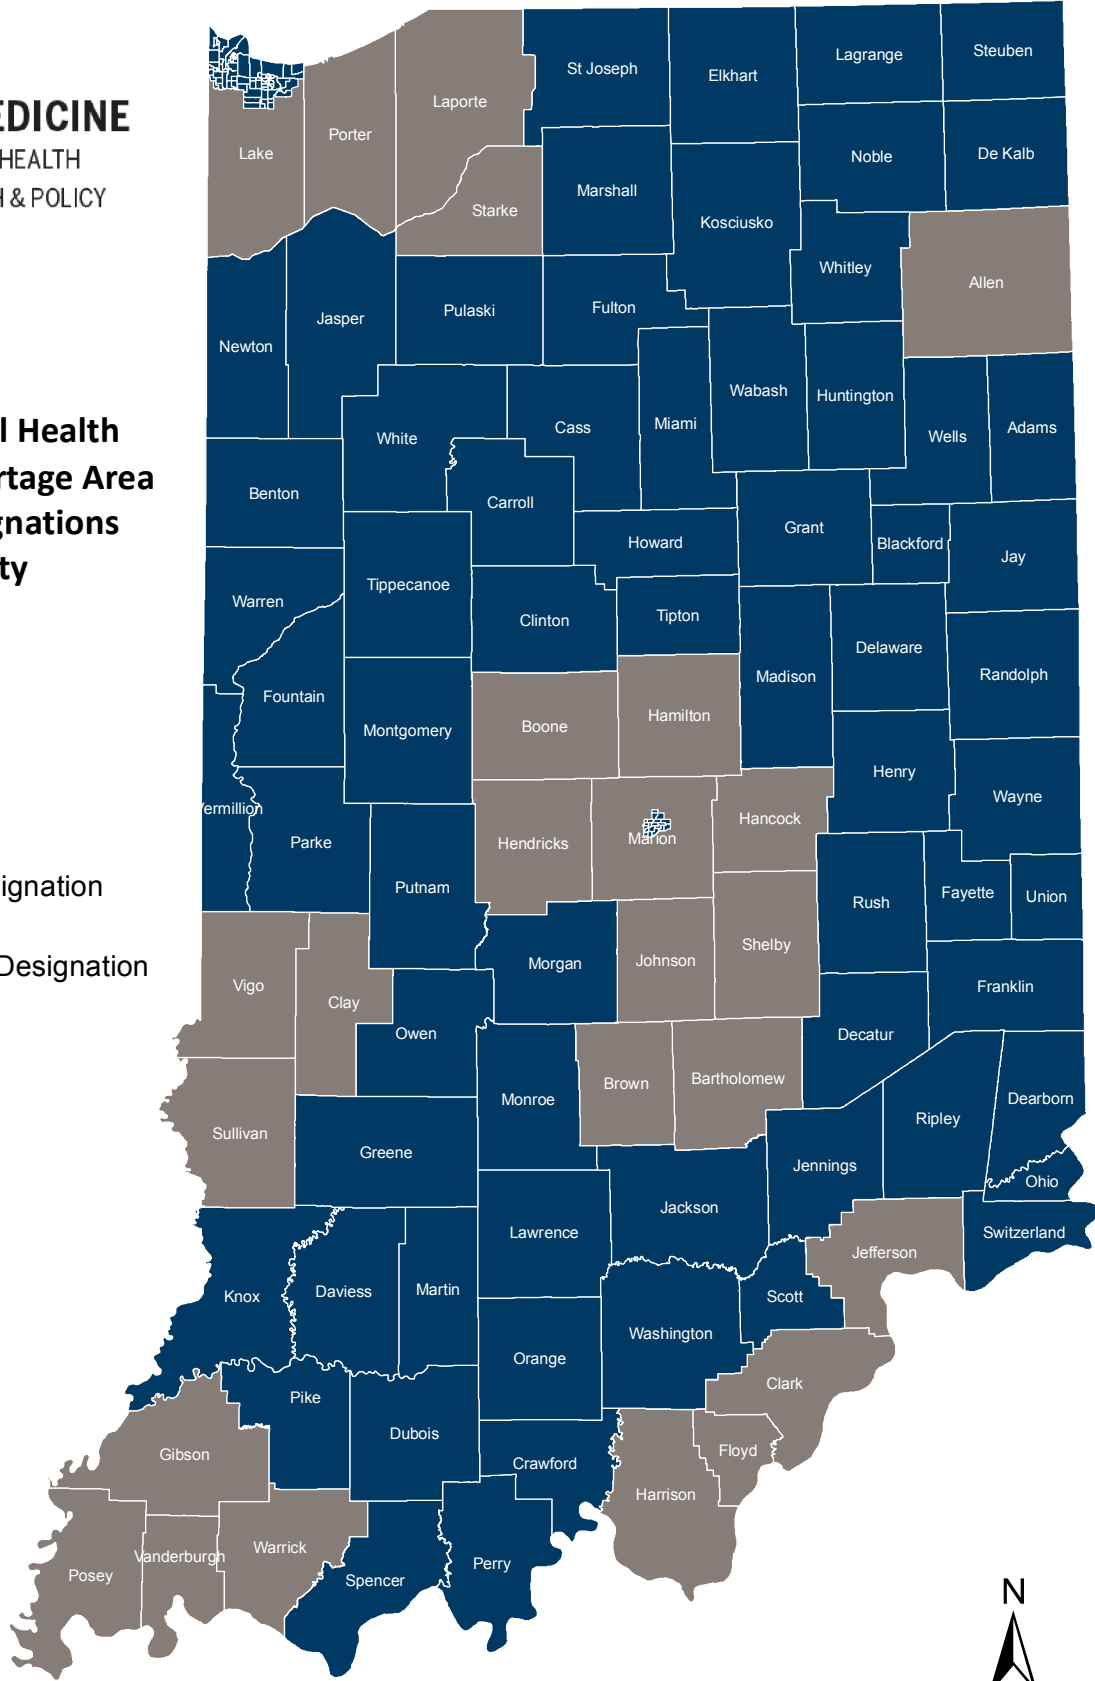 EDICINE
HEALTH
H & POLICY
l Health
rtage Area
gnations
ty
ignation
Designation
St Joseph
Elkhart
Lagrange
Steuben
Laporte
Porter
Lake
Noble
De Kalb
Marshall
Starke
Kosciusko
Whitley
Allen
Pulaski
Fulton
Jasper
Newton
Wabash
Huntington
Miami
Cass
White
Wells
Adams
Benton
Carroll
Grant
Howard
Blackford
Jay
Tippecanoe
Warren
Clinton
Tipton
Delaware
Madison
Randolph
Fountain
Montgomery
Boone
Hamilton
Henry
Wayne
Vermillion
Parke
Hendricks
Marion
Hancock
Putnam
Rush
Fayette
Union
Morgan
Johnson
Shelby
Vigo
Clay
Franklin
Owen
Decatur
Brown
Bartholomew
Monroe
Dearborn
Ripley
Sullivan
Greene
Jennings
Ohio
Jackson
Lawrence
Switzerland
Jefferson
Knox
Daviess
Martin
Scott
Washington
Orange
Clark
Pike
Dubois
Gibson
Crawford
Floyd
Harrison
Warrick
Vanderburgh
Posey
Spencer
Perry
N